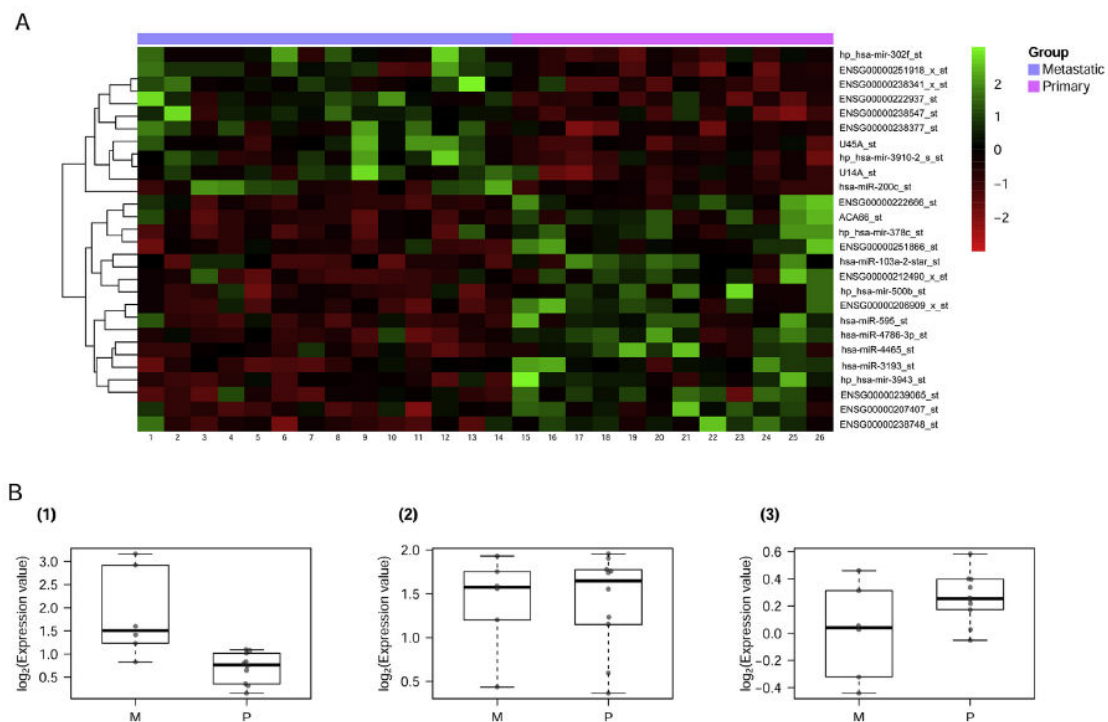 A
hp_hsa-mir-302f_st
ENSG00000251918_x_st
ENSG00000238341_x_st
ENSG00000222937_st
ENSG00000238547_st
ENSG00000238377_st
U45A_st
hp_hsa-mir-3910-2_s_st
U14A_st
hsa-miR-200c_st
ENSG00000222666_st
ACA66_st
hp_hsa-mir-378c_st
ENSG00000251866_st
hsa-miR-103a-2-star_st
ENSG00000212490_x_st
hp_hsa-mir-500b_st
ENSG00000206909_x_st
hsa-miR-595_st
hsa-miR-4786-3p_st
hsa-miR-4465_st
hsa-miR-3193_st
hp_hsa-mir-3943_st
ENSG00000239065_st
ENSG00000207407_st
ENSG00000238748_st
2
1
0
−1
−2
Group
Metastatic
Primary
1 2 3 4 5 6 7 8 9 10 11 12 13 14 15 16 17 18 19 20 21 22 23 24 25 26
B
(1)
log2(Expression value)
3.0
2.5
2.0
1.5
1.0
0.5
M P
(2)
log2(Expression value)
2.0
1.5
1.0
0.5
M P
(3)
log2(Expression value)
0.6
0.4
0.2
0.0
−0.2
−0.4
M P